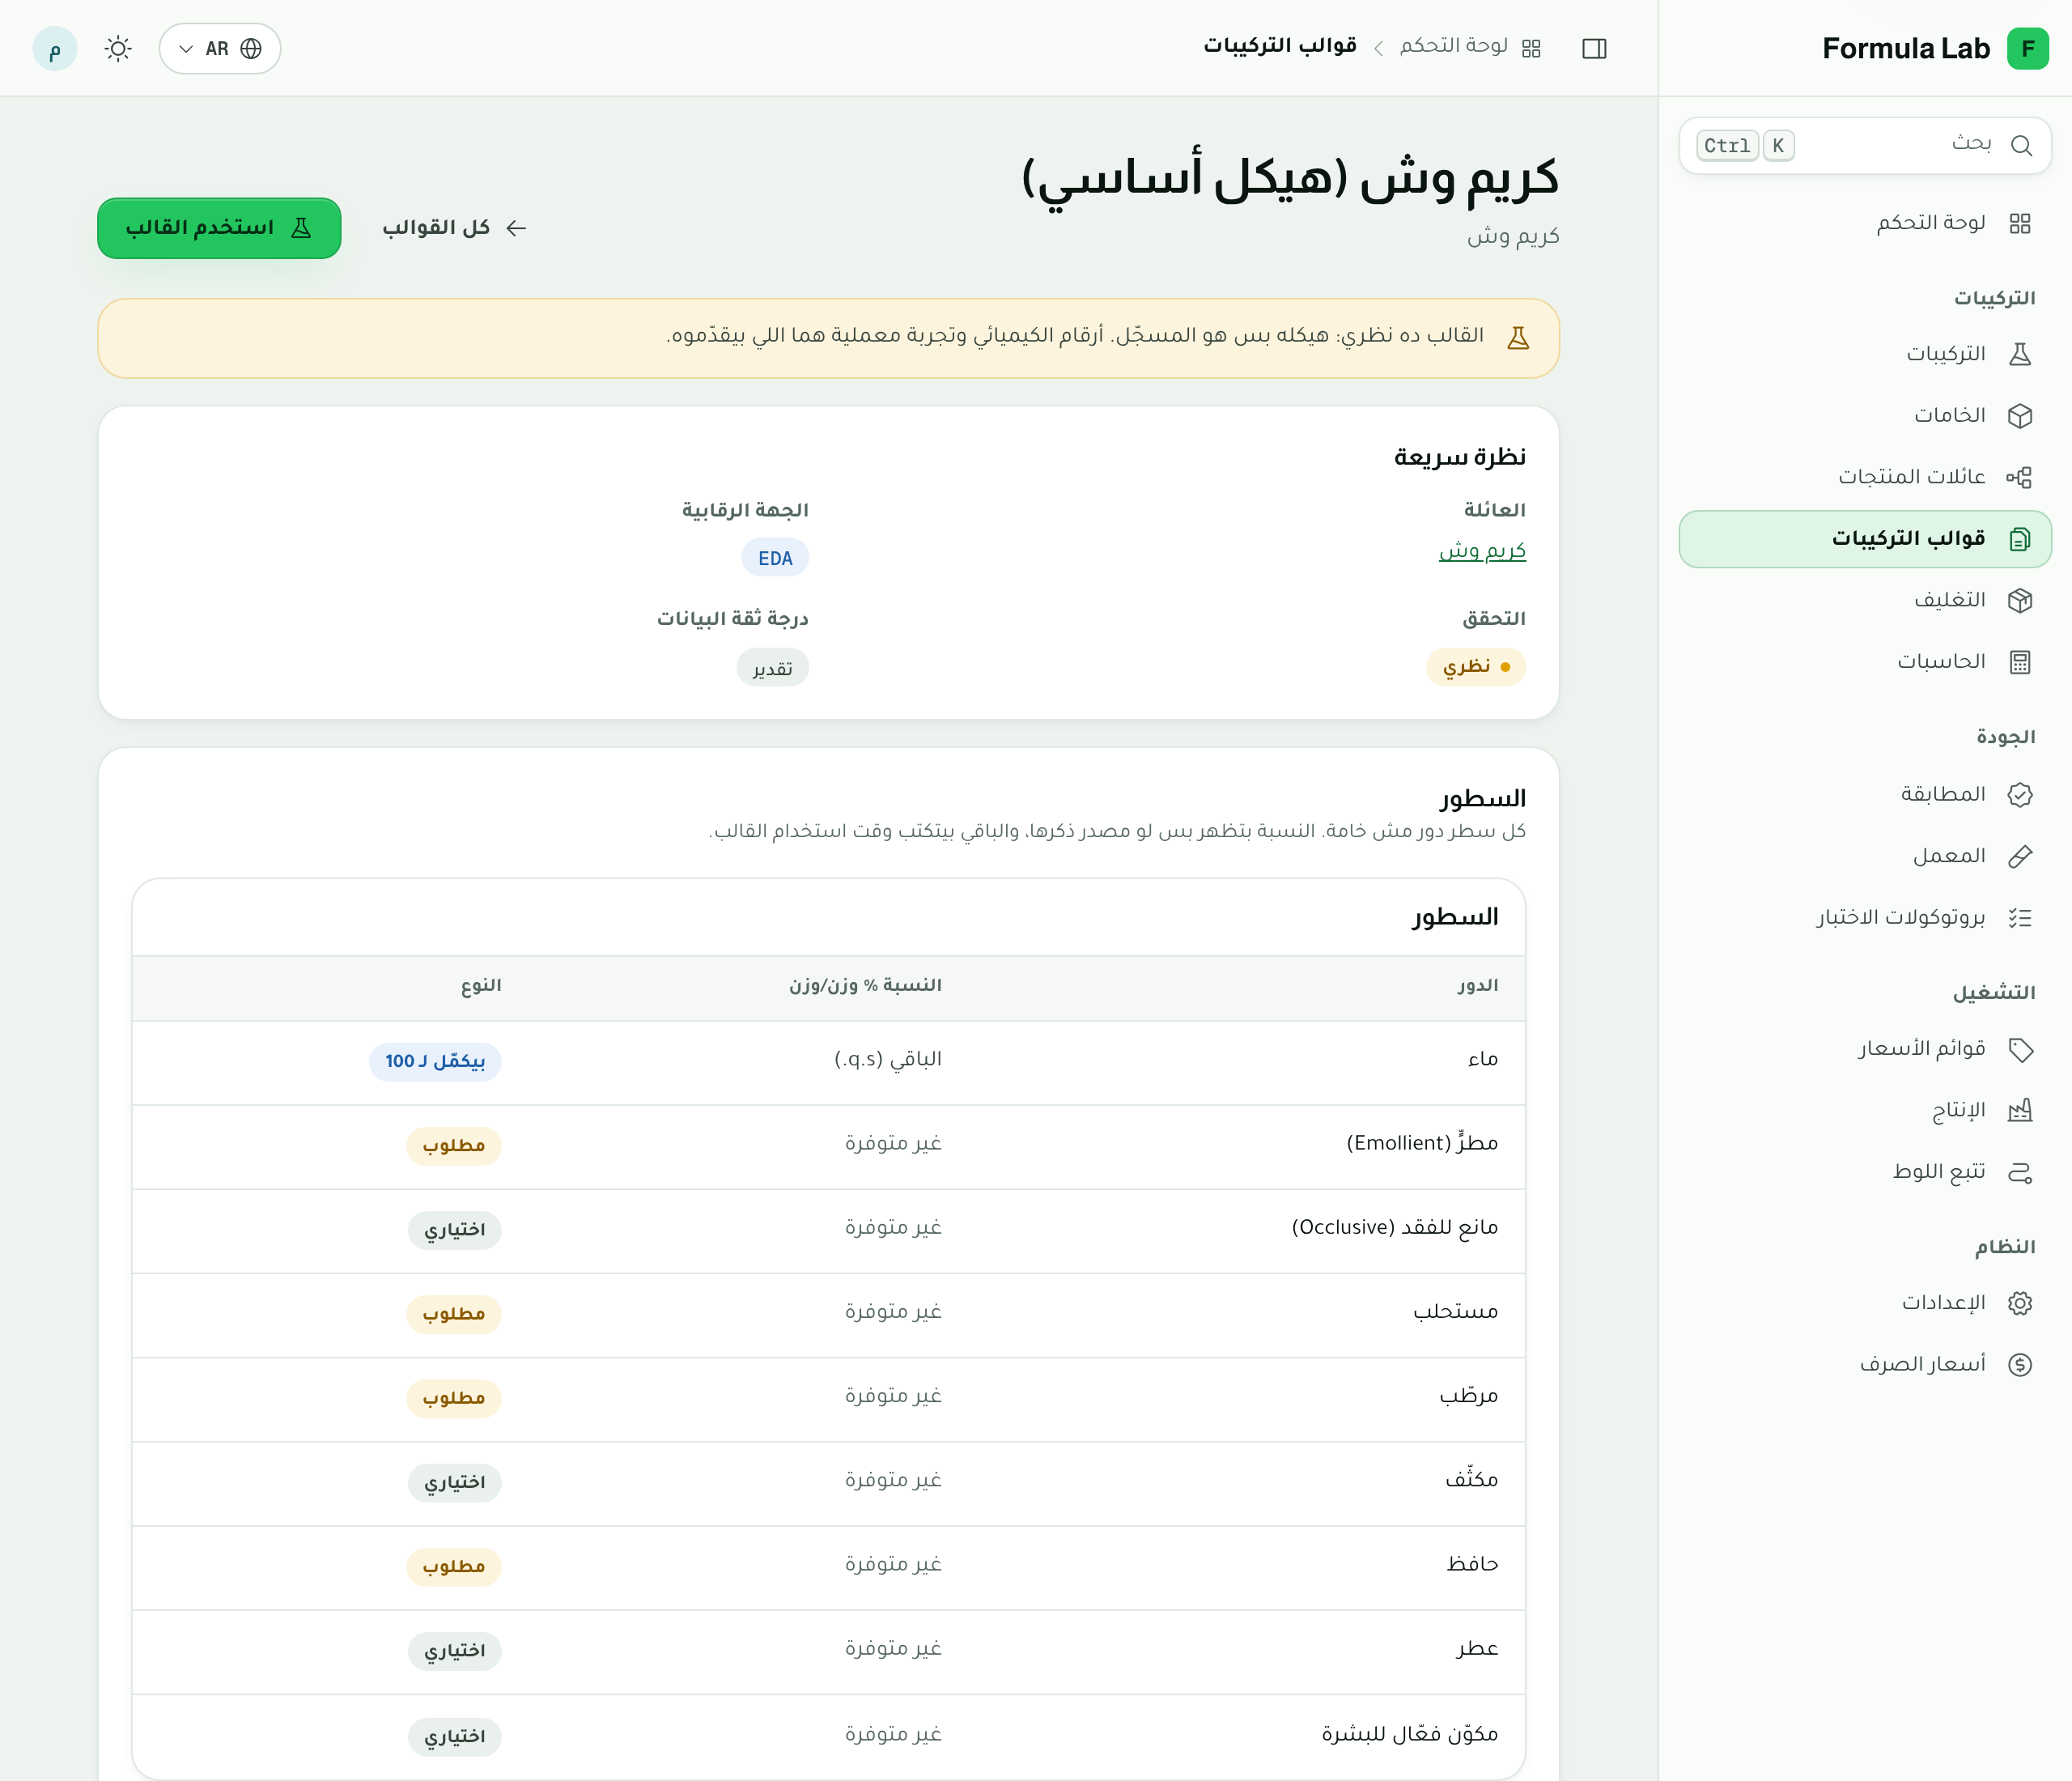 F Formula Lab
بحث
Ctrl K
لوحة التحكم
التركيبات
التركيبات
الخامات
عائلات المنتجات
قوالب التركيبات
التغليف
الحاسبات
الجودة
المطابقة
المعمل
بروتوكولات الاختبار
التشغيل
قوائم الأسعار
الإنتاج
تتبع اللوط
النظام
الإعدادات
أسعار الصرف
لوحة التحكم
قوالب التركيبات
AR
م
كريم وش (هيكل أساسي)
كريم وش
كل القوالب
استخدم القالب
القالب ده نظري: هيكله بس هو المسجّل. أرقام الكيميائي وتجربة معملية هما اللي بيقدّموه.
نظرة سريعة
العائلة
كريم وش
الجهة الرقابية
EDA
التحقق
نظري
درجة ثقة البيانات
تقدير
السطور
كل سطر دور مش خامة. النسبة بتظهر بس لو مصدر ذكرها، والباقي بيتكتب وقت استخدام القالب.
السطور
الدور النسبة % وزن/وزن النوع
ماء الباقي (q.s.) بيكمّل لـ 100
مطرٍّ (Emollient) غير متوفرة مطلوب
مانع للفقد (Occlusive) غير متوفرة اختياري
مستحلب غير متوفرة مطلوب
مرطّب غير متوفرة مطلوب
مكثّف غير متوفرة اختياري
حافظ غير متوفرة مطلوب
عطر غير متوفرة اختياري
مكوّن فعّال للبشرة غير متوفرة اختياري